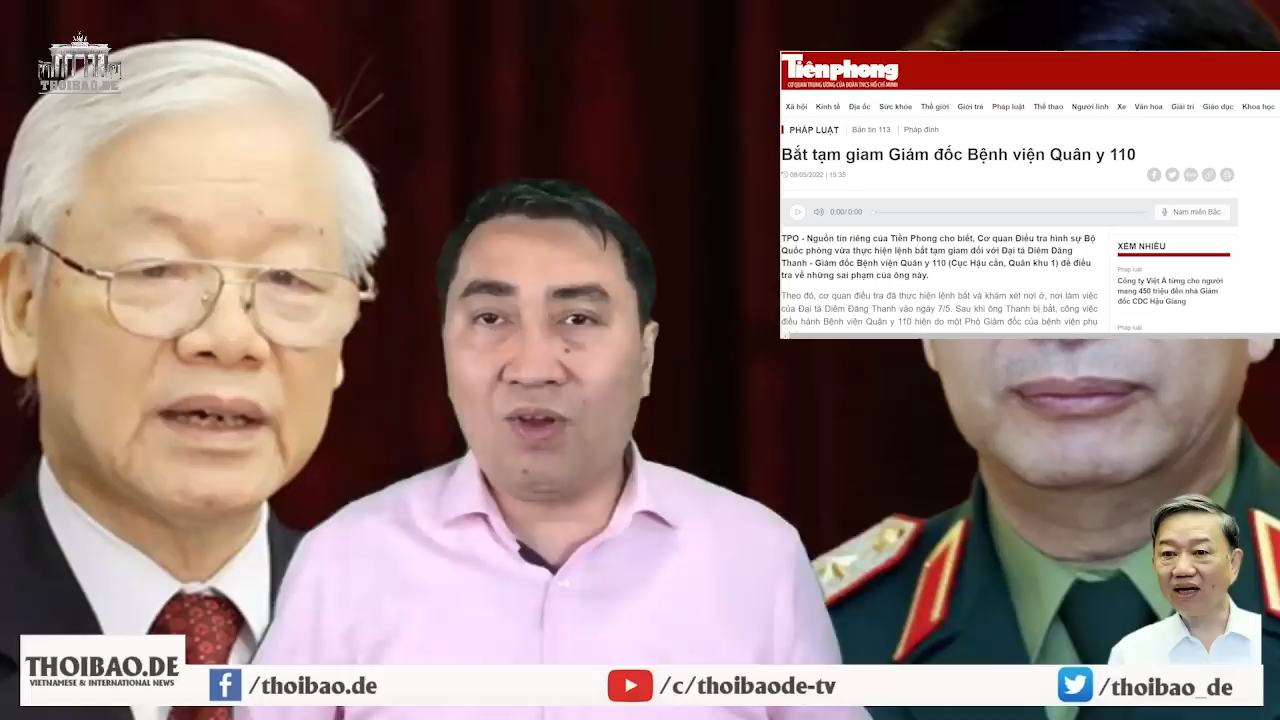 THOIBAO.DE
Tiênphong
CƠ QUAN TRUNG ƯƠNG CỦA ĐOÀN TNCS HỒ CHÍ MINH
Xã hội Kinh tế Địa ốc Sức khỏe Thế giới Giới trẻ Pháp luật Thể thao Người lính Xe Văn hóa Giải trí Giáo dục Khoa học
PHÁP LUẬT Bản tin 113 Pháp đình
Bắt tạm giam Giám đốc Bệnh viện Quân y 110
08/05/2022 | 15:35
0:00/ 0:00
Nam miền Bắc
TPO - Nguồn tin riêng của Tiền Phong cho biết, Cơ quan Điều tra hình sự Bộ
Quốc phòng vừa thực hiện lệnh bắt tạm giam đối với Đại tá Diêm Đăng
Thanh - Giám đốc Bệnh viện Quân y 110 (Cục Hậu cần, Quân khu 1) để điều
tra về những sai phạm của ông này.
Theo đó, cơ quan điều tra đã thực hiện lệnh bắt và khám xét nơi ở, nơi làm việc
của Đại tá Diêm Đăng Thanh vào ngày 7/5. Sau khi ông Thanh bị bắt, công việc
điều hành Bệnh viện Quân y 110 hiện do một Phó Giám đốc của bệnh viện phụ
XEM NHIỀU
Pháp luật
Công ty Việt Á từng cho người
mang 450 triệu đến nhà Giám
đốc CDC Hậu Giang
Pháp luật
THOIBAO.DE
VIETNAMESE & INTERNATIONAL NEWS
/thoibao.de
/c/thoibaode-tv
/thoibao_de